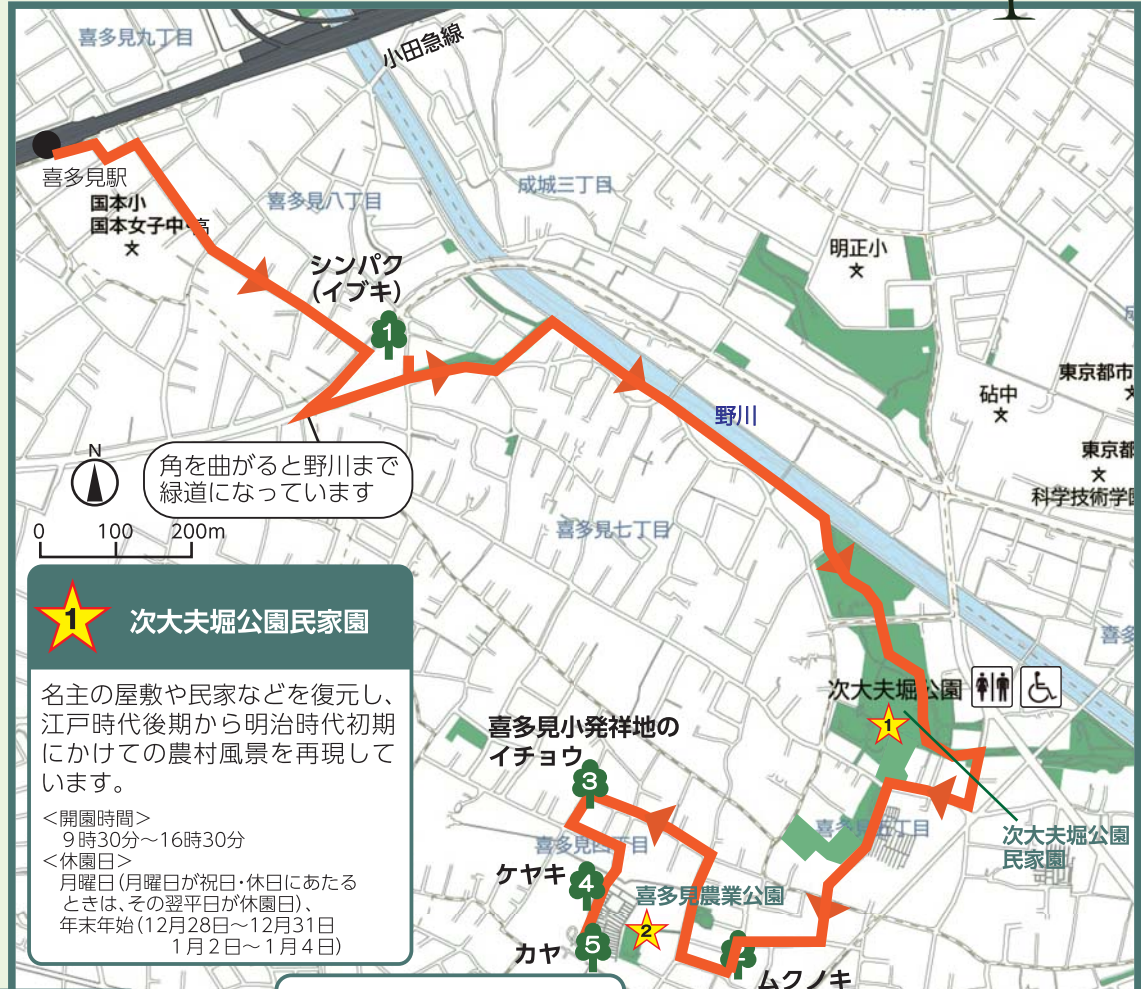 喜多見九丁目
小田急線
喜多見駅
国本小
国本女子中・高
喜多見八丁目
成城三丁目
明正小
シンパク
（イブキ）
1
東京都市
砧中
野川
東京都
科学技術学園
N
角を曲がると野川まで
緑道になっています
0 100 200m
喜多見七丁目
1 次大夫堀公園民家園
名主の屋敷や民家などを復元し、
江戸時代後期から明治時代初期
にかけての農村風景を再現して
います。
＜開園時間＞
9時30分～16時30分
＜休園日＞
月曜日（月曜日が祝日・休日にあたる
ときは、その翌平日が休園日）、
年末年始（12月28日～12月31日
1月2日～1月4日）
次大夫堀公園
1
喜多見小発祥地の
イチョウ
3
喜多見四丁目
喜多見五丁目
次大夫堀公園
民家園
ケヤキ
4
喜多見農業公園
2
カヤ
5
ムクノキ